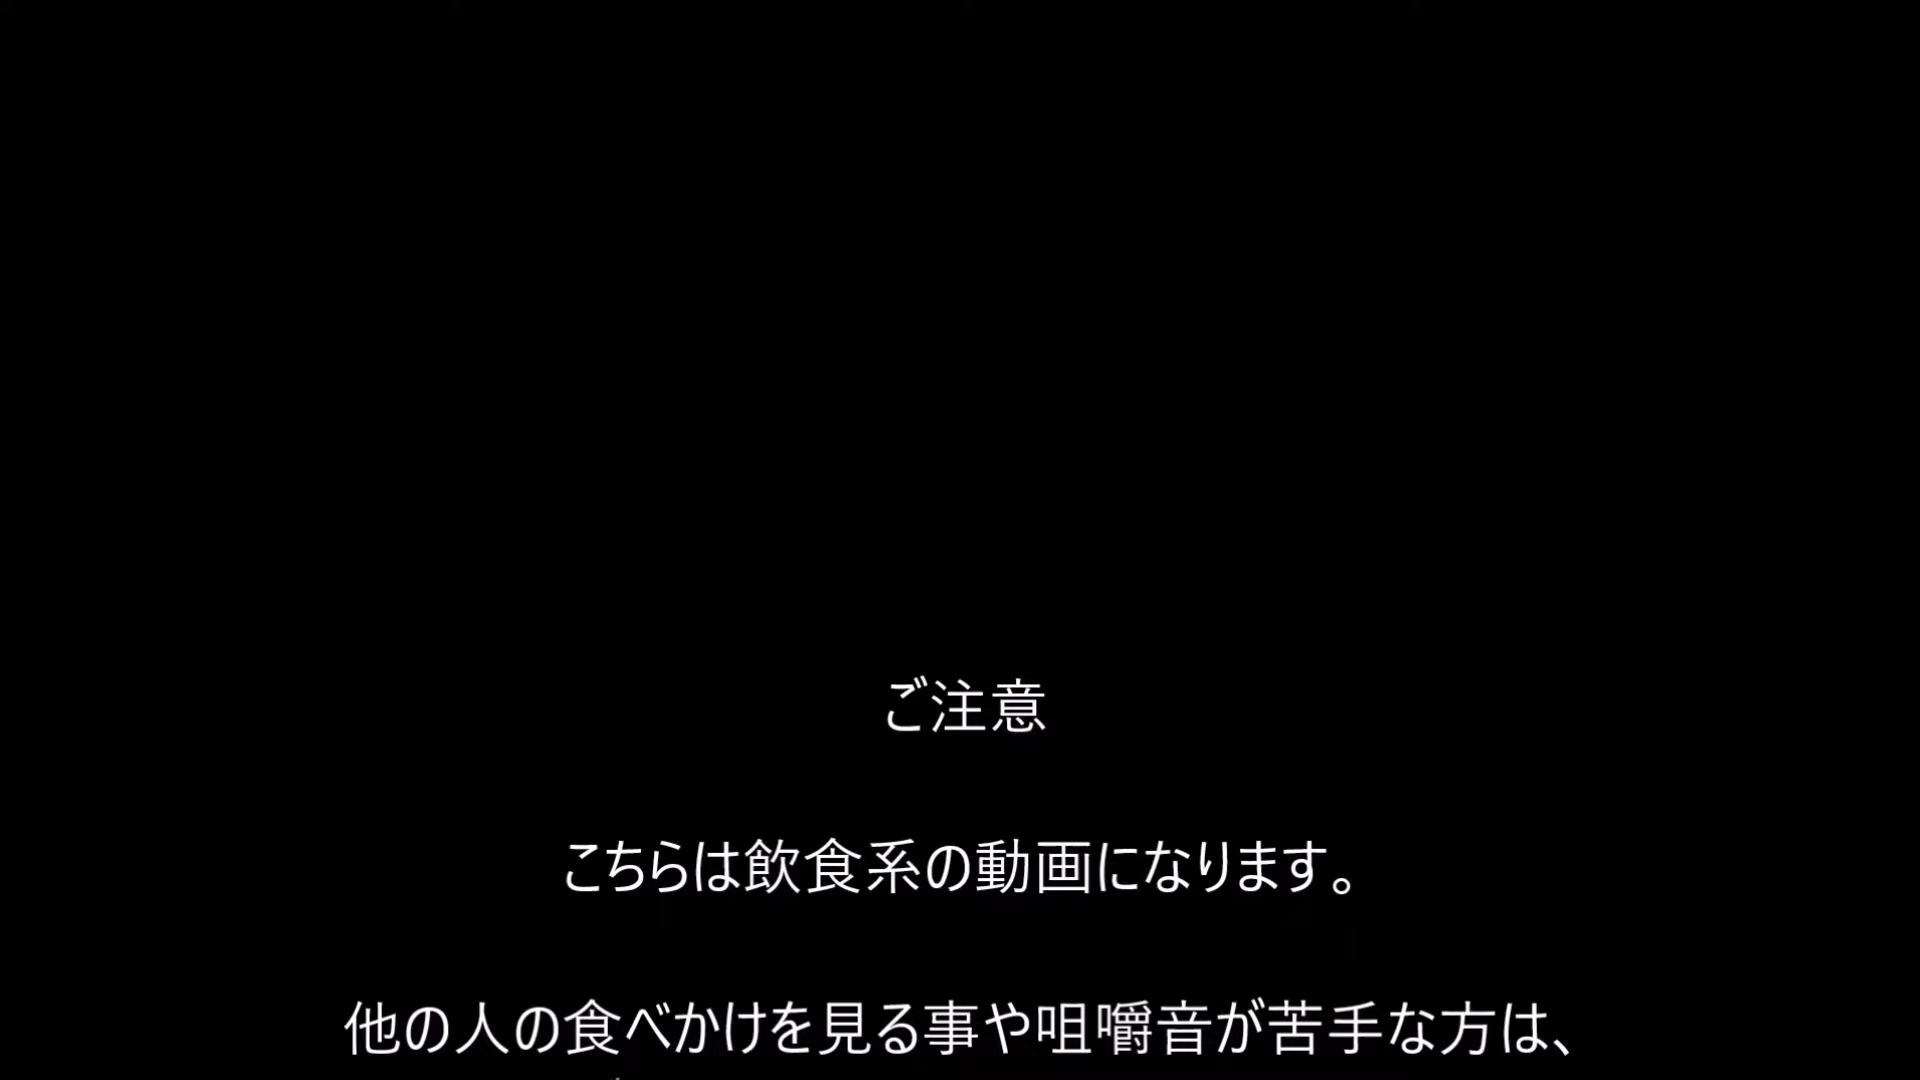 ご注意
こちらは飲食系の動画になります。
他の人の食べかけを見る事や咀嚼音が苦手な方は、